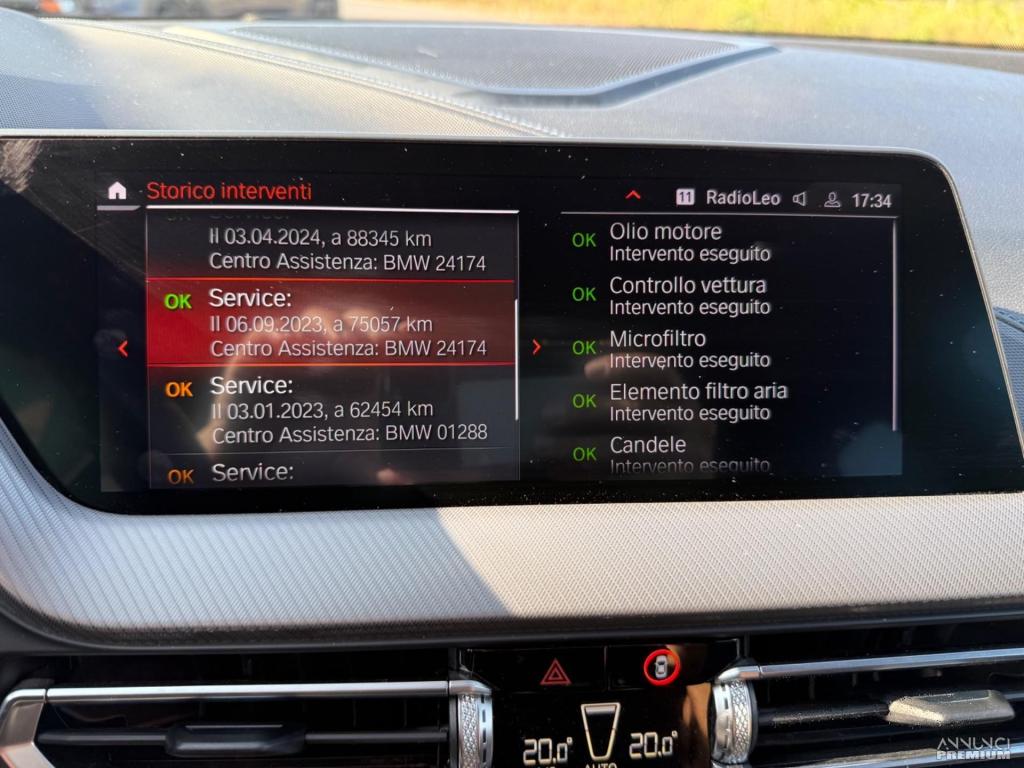 Storico interventi
11 RadioLeo 17:34
OK Service:
Il 03.04.2024, a 88345 km
Centro Assistenza: BMW 24174
OK Service:
Il 06.09.2023, a 75057 km
Centro Assistenza: BMW 24174
OK Service:
Il 03.01.2023, a 62454 km
Centro Assistenza: BMW 01288
OK Service:
OK Olio motore
Intervento eseguito
OK Controllo vettura
Intervento eseguito
OK Microfiltro
Intervento eseguito
OK Elemento filtro aria
Intervento eseguito
OK Candele
Intervento eseguito
20.0° 20.0°
AUTO
ANNUNCI
PREMIUM